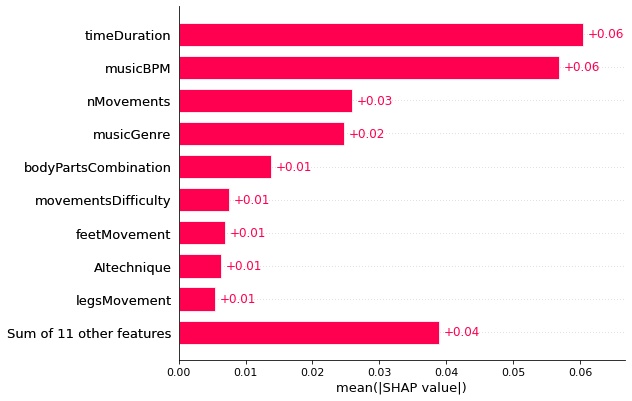 timeDuration +0.06
musicBPM +0.06
nMovements +0.03
musicGenre +0.02
bodyPartsCombination +0.01
movementsDifficulty +0.01
feetMovement +0.01
AItechnique +0.01
legsMovement +0.01
Sum of 11 other features +0.04
0.00 0.01 0.02 0.03 0.04 0.05 0.06
mean(|SHAP value|)